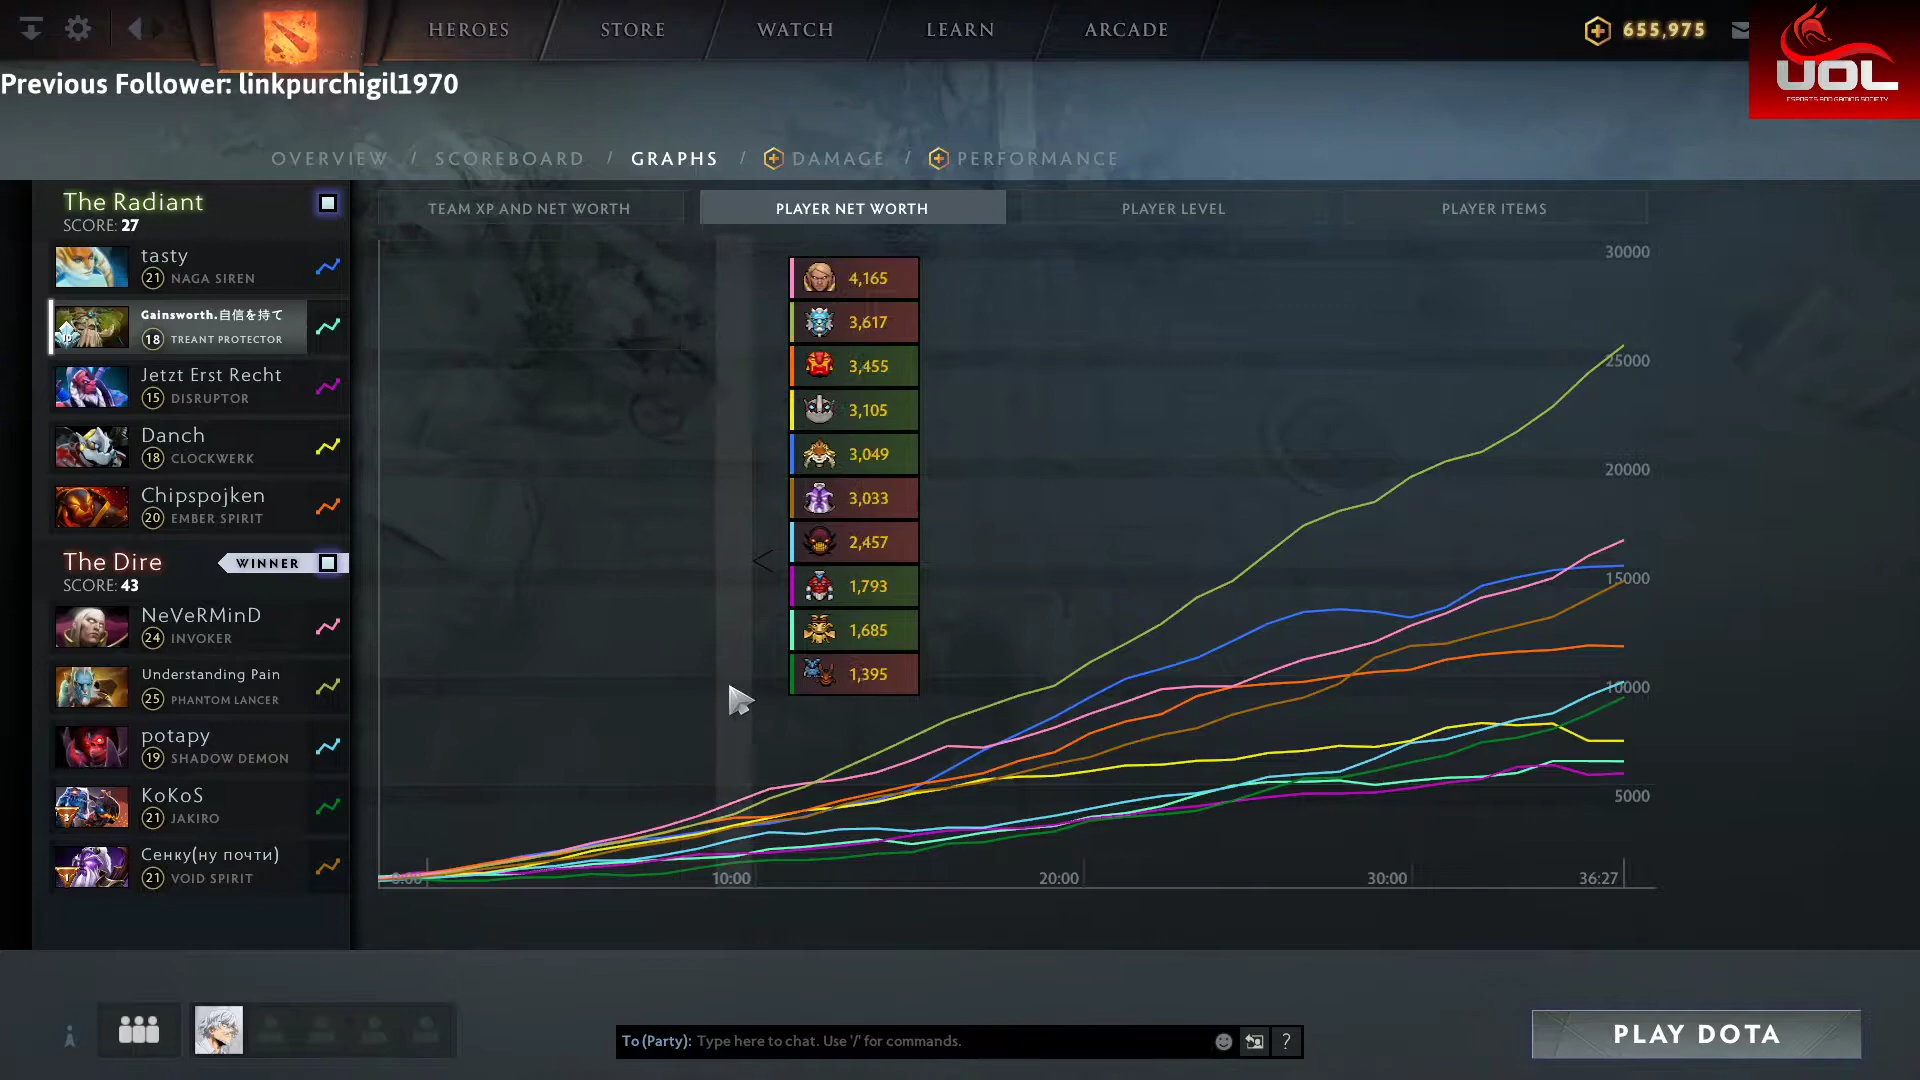 HEROES
STORE
WATCH
LEARN
ARCADE
655,975
UOL
ESPORTS AND GAMING SOCIETY
Previous Follower: linkpurchigil1970
OVERVIEW / SCOREBOARD / GRAPHS / DAMAGE / PERFORMANCE
The Radiant
SCORE: 27
tasty
21 NAGA SIREN
Gainsworth.自信を持て
18 TREANT PROTECTOR
Jetzt Erst Recht
15 DISRUPTOR
Danch
18 CLOCKWERK
Chipspojken
20 EMBER SPIRIT
The Dire
WINNER
SCORE: 43
NeVeRMinD
24 INVOKER
Understanding Pain
25 PHANTOM LANCER
potapy
19 SHADOW DEMON
KoKoS
21 JAKIRO
Сенку(ну почти)
21 VOID SPIRIT
TEAM XP AND NET WORTH
PLAYER NET WORTH
PLAYER LEVEL
PLAYER ITEMS
4,165
3,617
3,455
3,105
3,049
3,033
2,457
1,793
1,685
1,395
30000
25000
20000
15000
10000
5000
0:00
10:00
20:00
30:00
36:27
To (Party): Type here to chat. Use '/' for commands.
?
PLAY DOTA